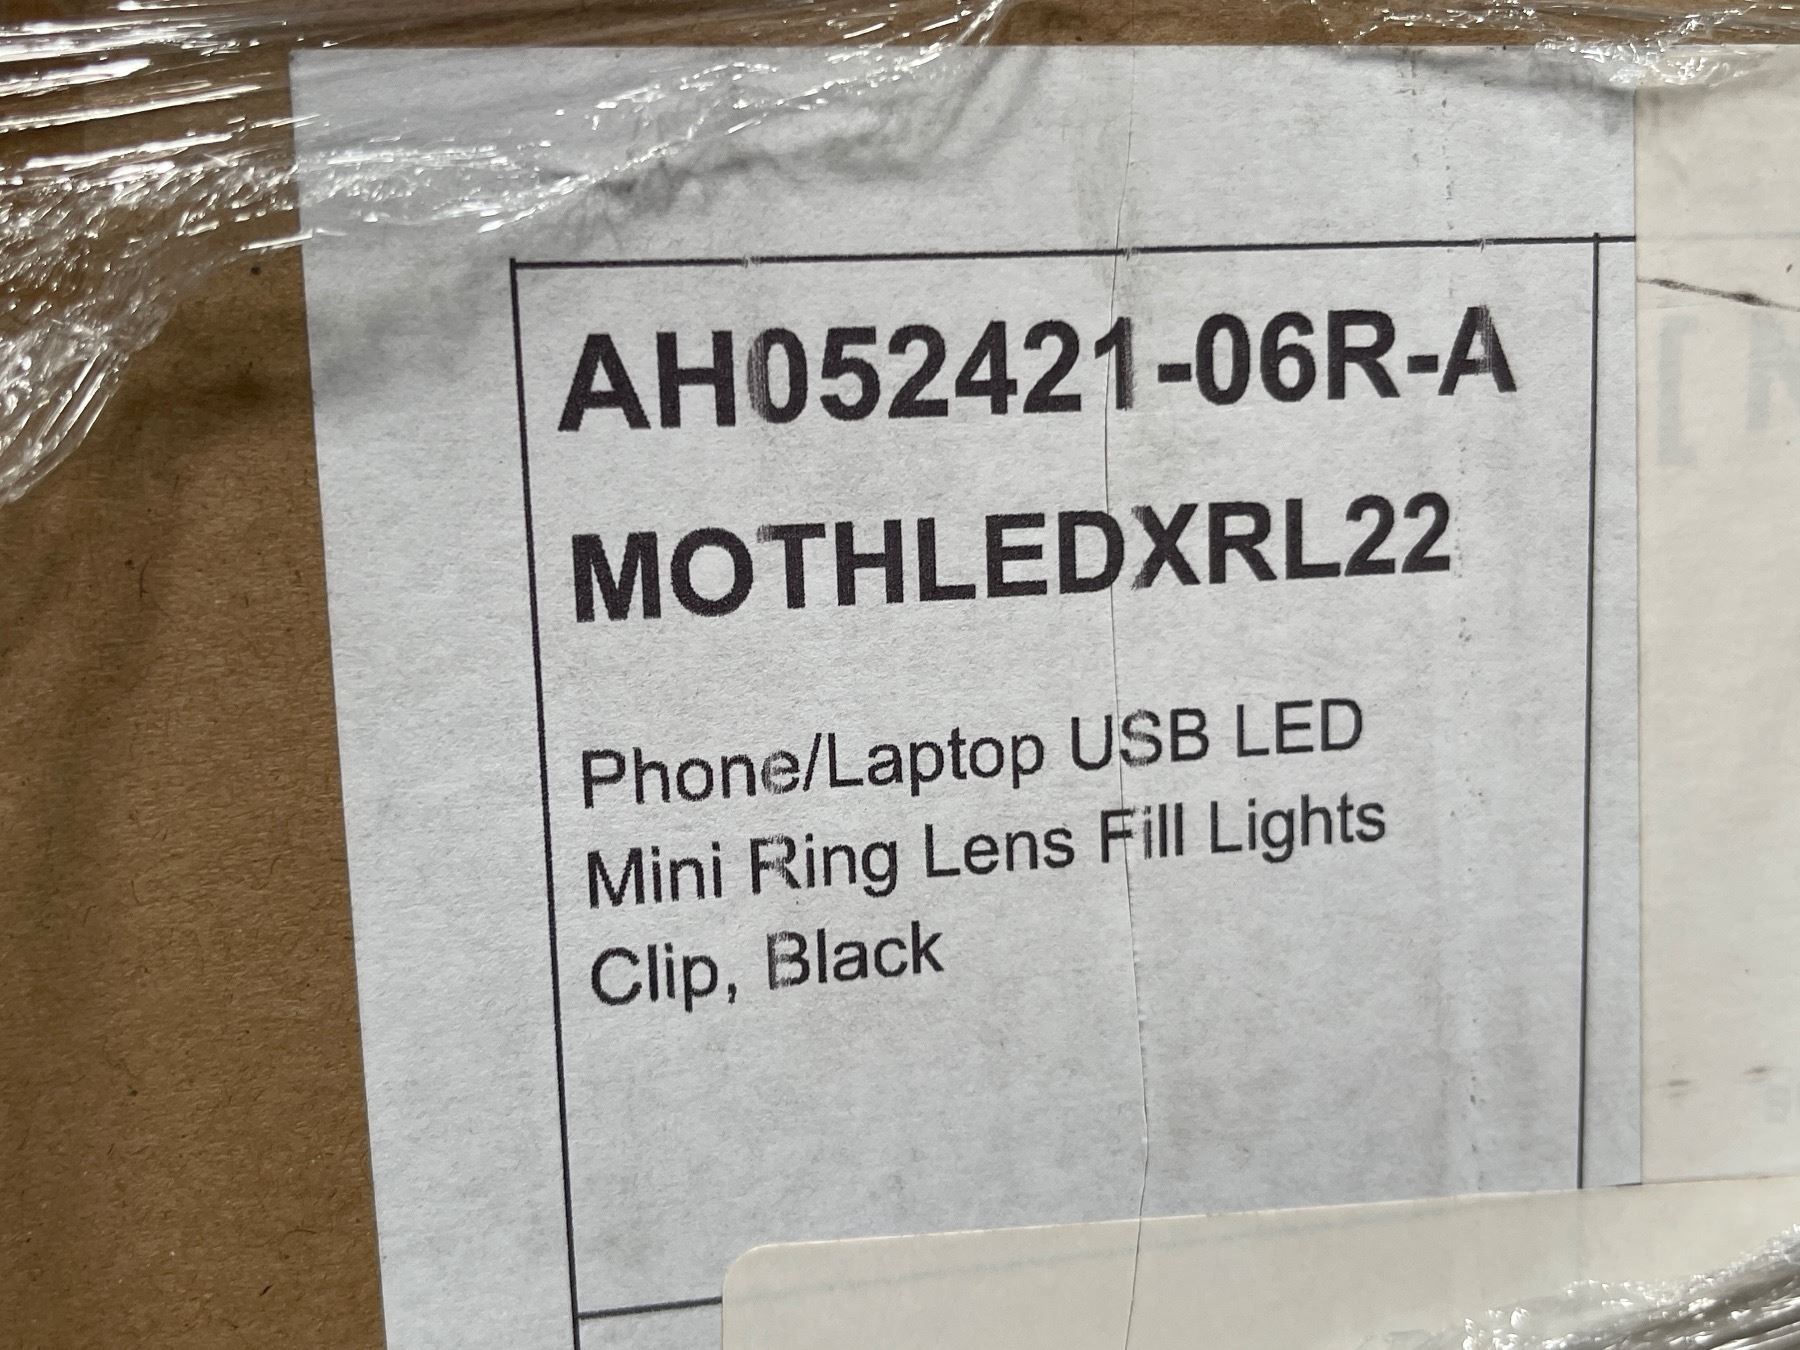 AH052421-06R-A
MOTHLEDXRL22
Phone/Laptop USB LED
Mini Ring Lens Fill Lights
Clip, Black